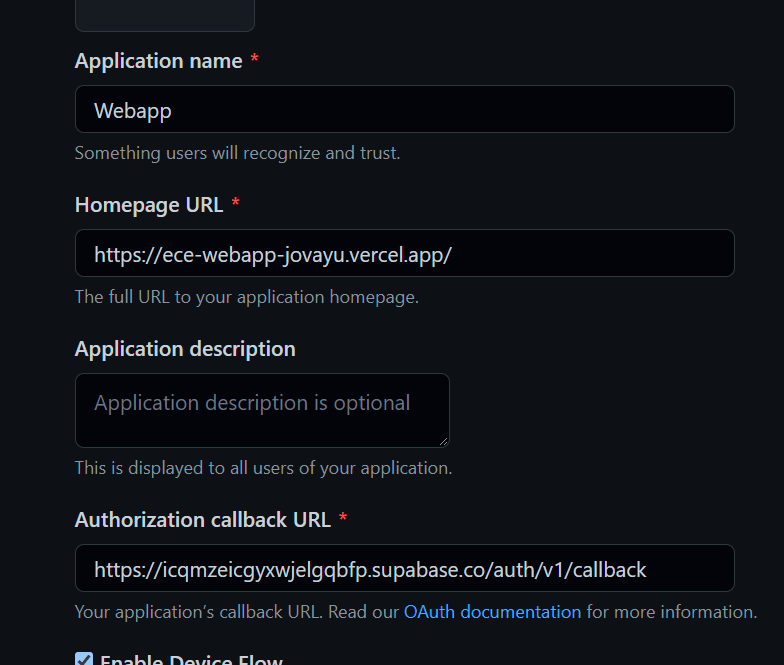 Application name *
Webapp
Something users will recognize and trust.
Homepage URL *
https://ece-webapp-jovayu.vercel.app/
The full URL to your application homepage.
Application description
Application description is optional
This is displayed to all users of your application.
Authorization callback URL *
https://icqmzeicgyxwjelgqbfp.supabase.co/auth/v1/callback
Your application’s callback URL. Read our OAuth documentation for more information.
Enable Device Flow